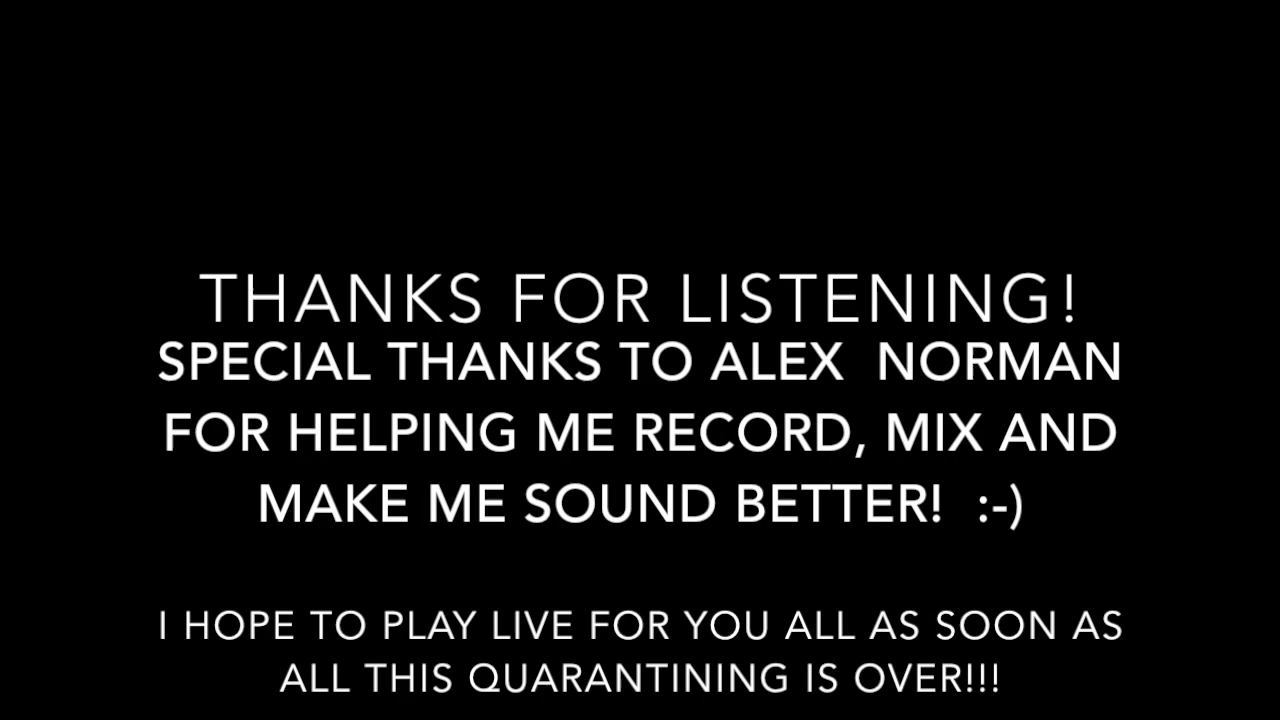 THANKS FOR LISTENING!
SPECIAL THANKS TO ALEX  NORMAN
FOR HELPING ME RECORD, MIX AND
MAKE ME SOUND BETTER!  :-)
I HOPE TO PLAY LIVE FOR YOU ALL AS SOON AS
ALL THIS QUARANTINING IS OVER!!!